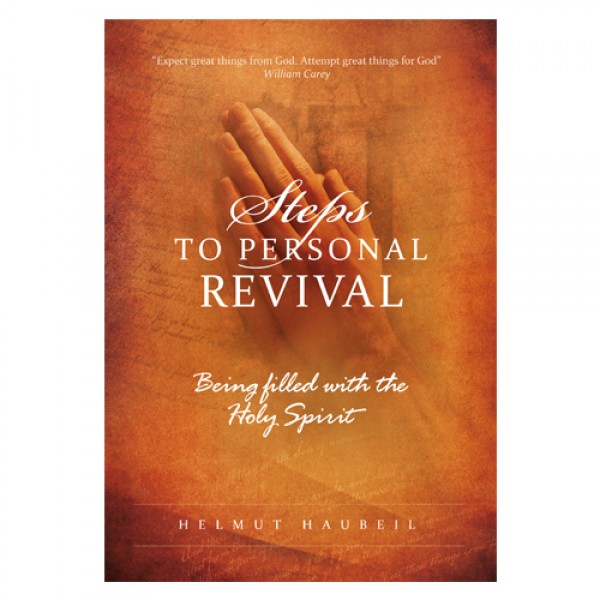 "Expect great things from God. Attempt great things for God"
William Carey
Steps
TO PERSONAL
REVIVAL
Being filled with the
Holy Spirit
HELMUT HAUBEIL